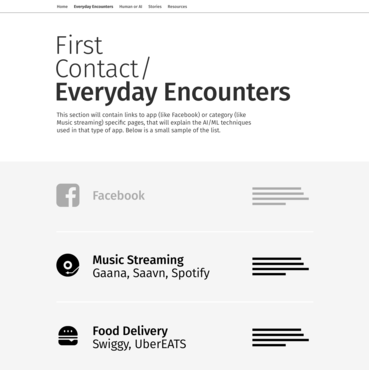 Home Everyday Encounters Human or AI Stories Resources
First
Contact/
Everyday Encounters
This section will contain links to app (like Facebook) or category (like
Music streaming) specific pages, that will explain the AI/ML techniques
used in that type of app. Below is a small sample of the list.
Facebook
Music Streaming
Gaana, Saavn, Spotify
Food Delivery
Swiggy, UberEATS